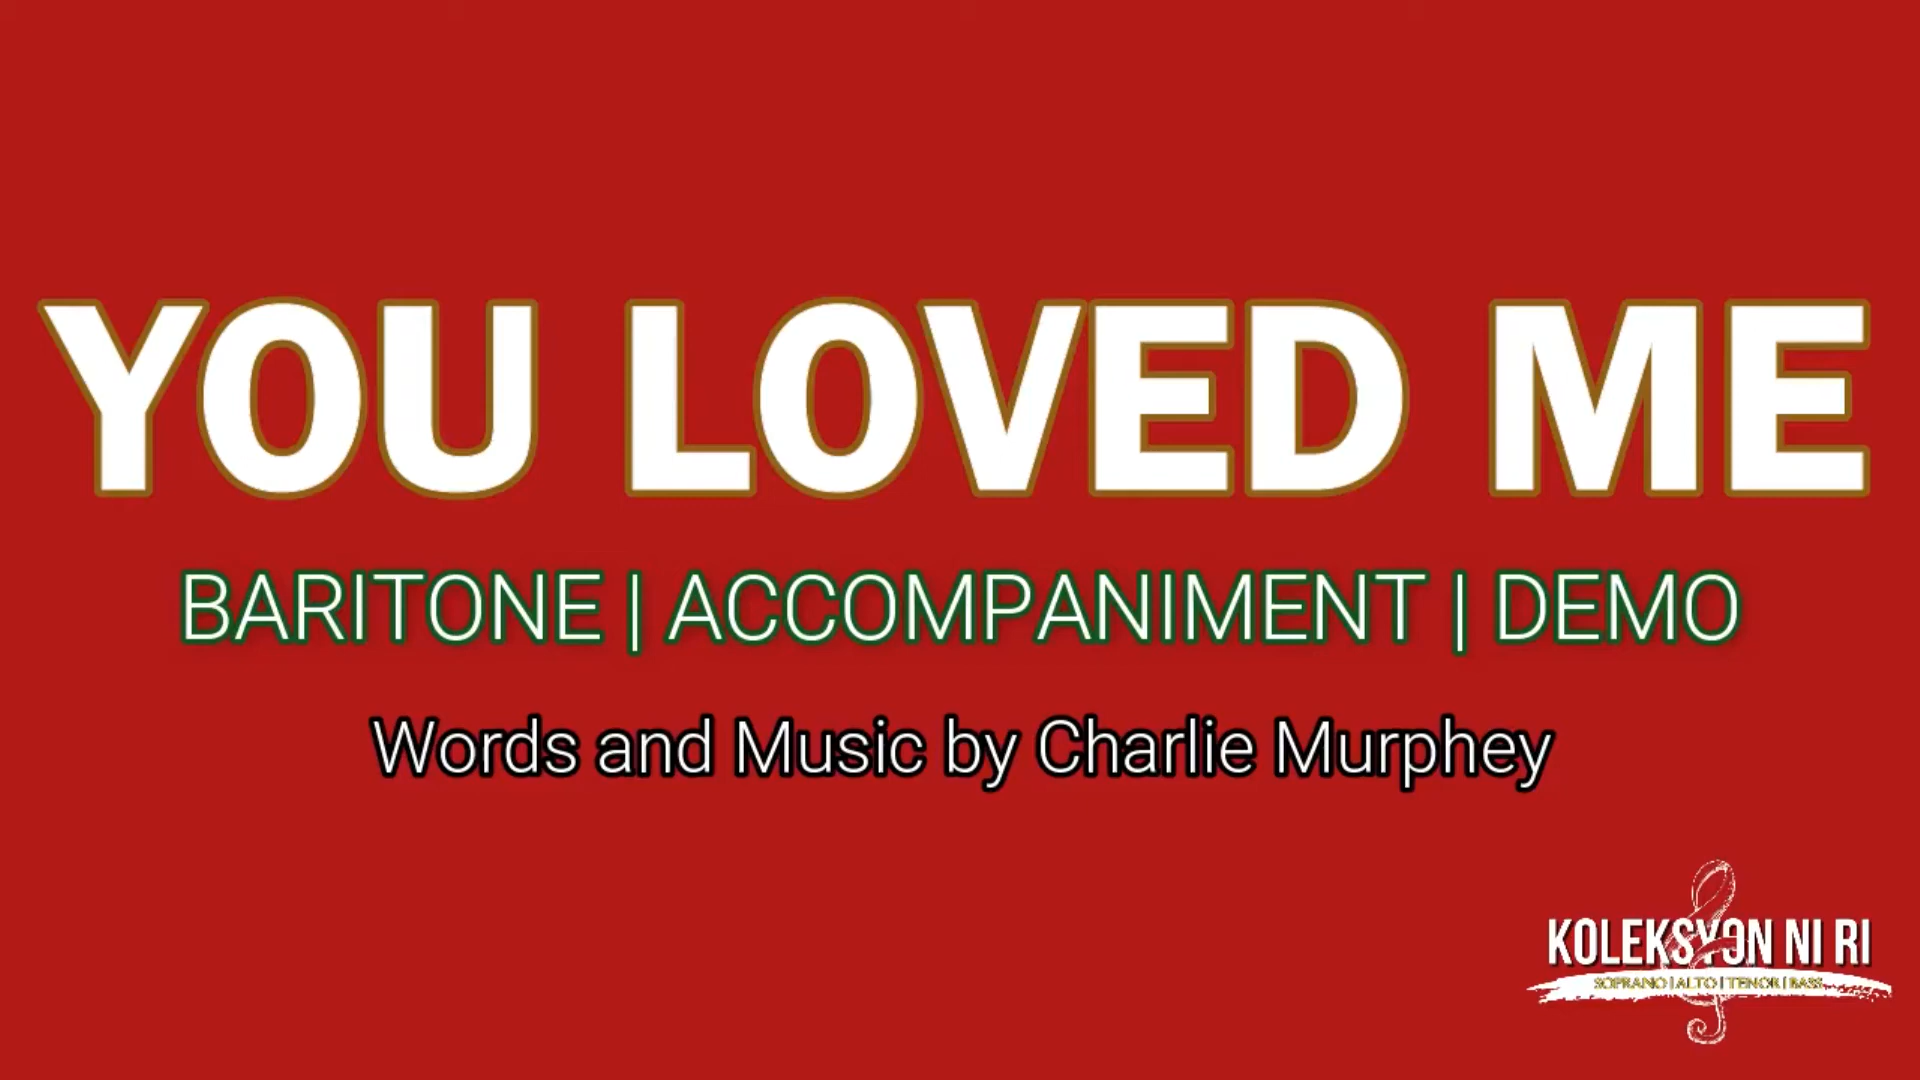 YOU LOVED ME
BARITONE | ACCOMPANIMENT | DEMO
Words and Music by Charlie Murphey
KOLEKSYON NI RI
SOPRANO | ALTO | TENOR | BASS